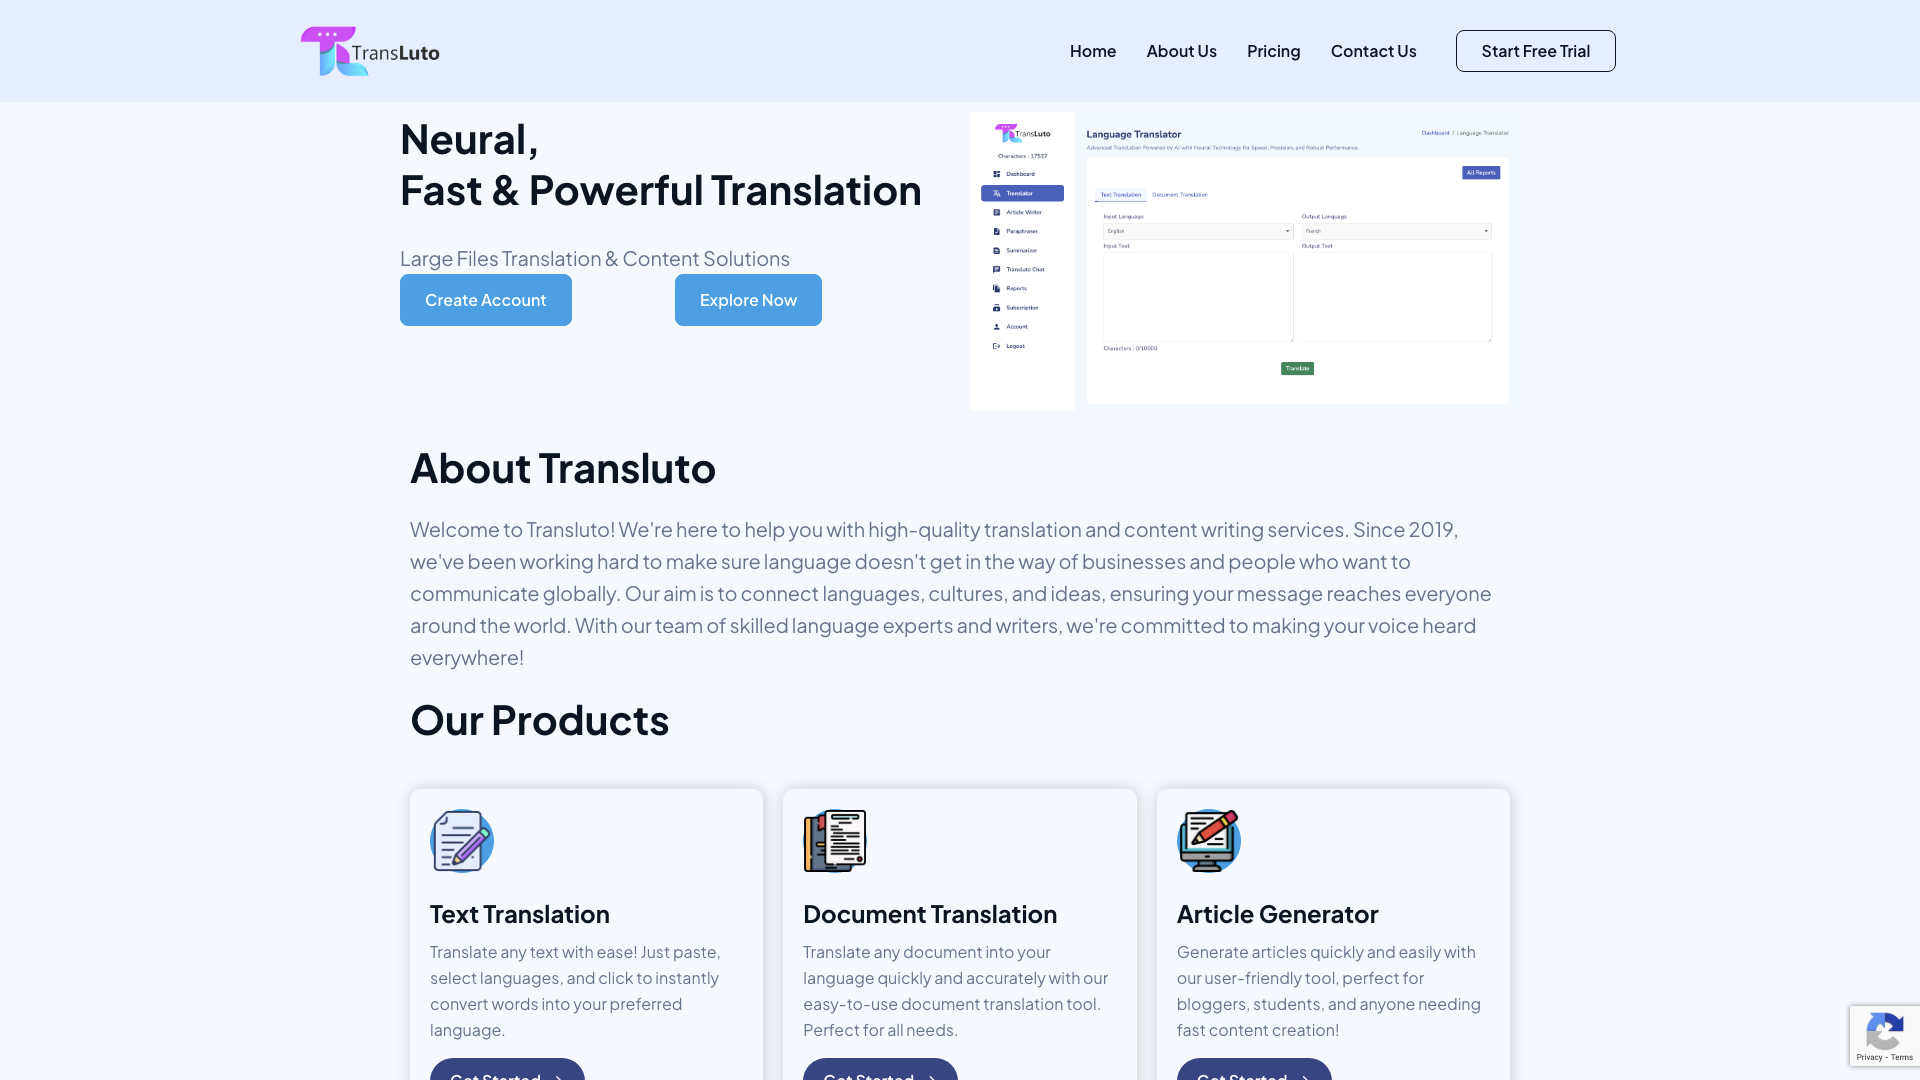 TransLuto
Home
About Us
Pricing
Contact Us
Start Free Trial
Neural,
Fast & Powerful Translation
Large Files Translation & Content Solutions
Create Account
Explore Now
TransLuto
Characters : 17527
Dashboard
Translator
Article Writer
Paraphraser
Summarizer
Transluto Chat
Reports
Subscription
Account
Logout
Language Translator
Dashboard / Language Translator
Advanced Translation Powered by AI with Neural Technology for Speed, Precision, and Robust Performance.
All Reports
Text Translation
Document Translation
Input Language
Output Language
English
French
Input Text
Output Text
Characters : 0/10000
Translate
About Transluto
Welcome to Transluto! We're here to help you with high-quality translation and content writing services. Since 2019,
we've been working hard to make sure language doesn't get in the way of businesses and people who want to
communicate globally. Our aim is to connect languages, cultures, and ideas, ensuring your message reaches everyone
around the world. With our team of skilled language experts and writers, we're committed to making your voice heard
everywhere!
Our Products
Text Translation
Translate any text with ease! Just paste,
select languages, and click to instantly
convert words into your preferred
language.
Get Started
Document Translation
Translate any document into your
language quickly and accurately with our
easy-to-use document translation tool.
Perfect for all needs.
Get Started
Article Generator
Generate articles quickly and easily with
our user-friendly tool, perfect for
bloggers, students, and anyone needing
fast content creation!
Get Started
Privacy - Terms